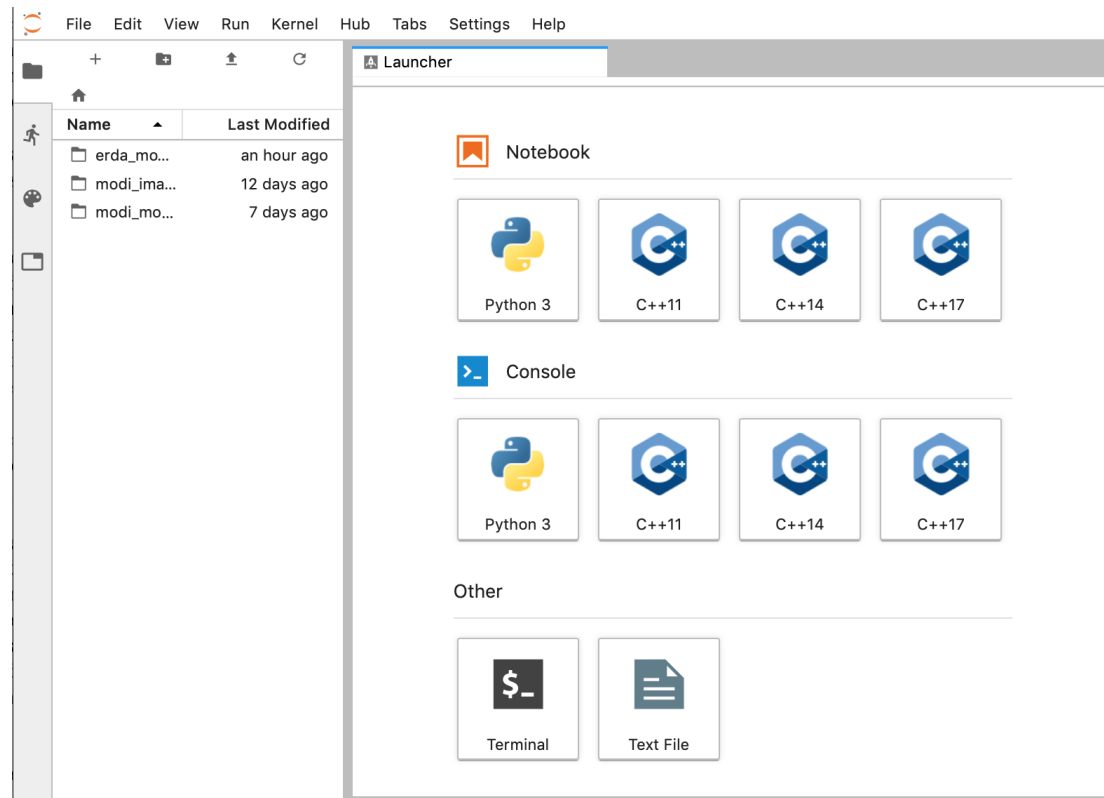 File Edit View Run Kernel Hub Tabs Settings Help
Launcher
Name Last Modified
erda_mo... an hour ago
modi_ima... 12 days ago
modi_mo... 7 days ago
Notebook
Python 3 C++11 C++14 C++17
Console
Python 3 C++11 C++14 C++17
Other
$_
Terminal Text File